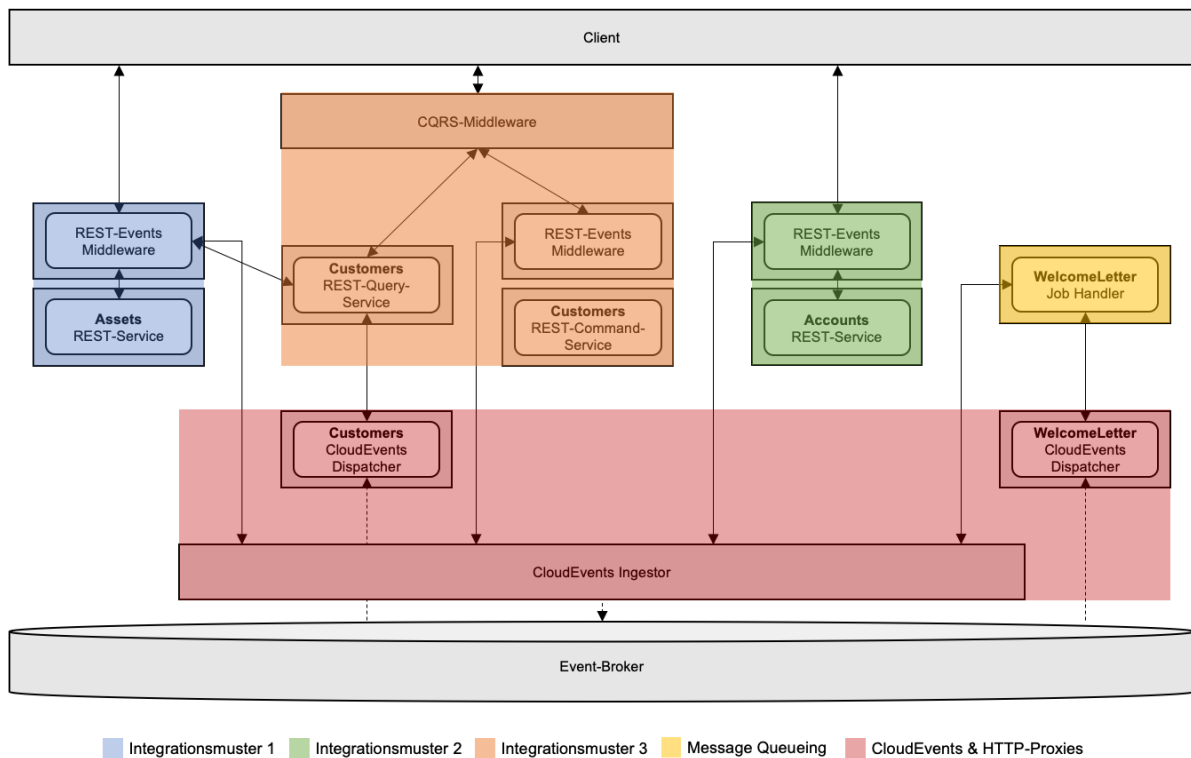 Client
CQRS-Middleware
REST-Events
Middleware
Assets
REST-Service
Customers
REST-Query-
Service
REST-Events
Middleware
Customers
REST-Command-
Service
REST-Events
Middleware
Accounts
REST-Service
WelcomeLetter
Job Handler
Customers
CloudEvents
Dispatcher
WelcomeLetter
CloudEvents
Dispatcher
CloudEvents Ingestor
Event-Broker
Integrationsmuster 1
Integrationsmuster 2
Integrationsmuster 3
Message Queueing
CloudEvents & HTTP-Proxies